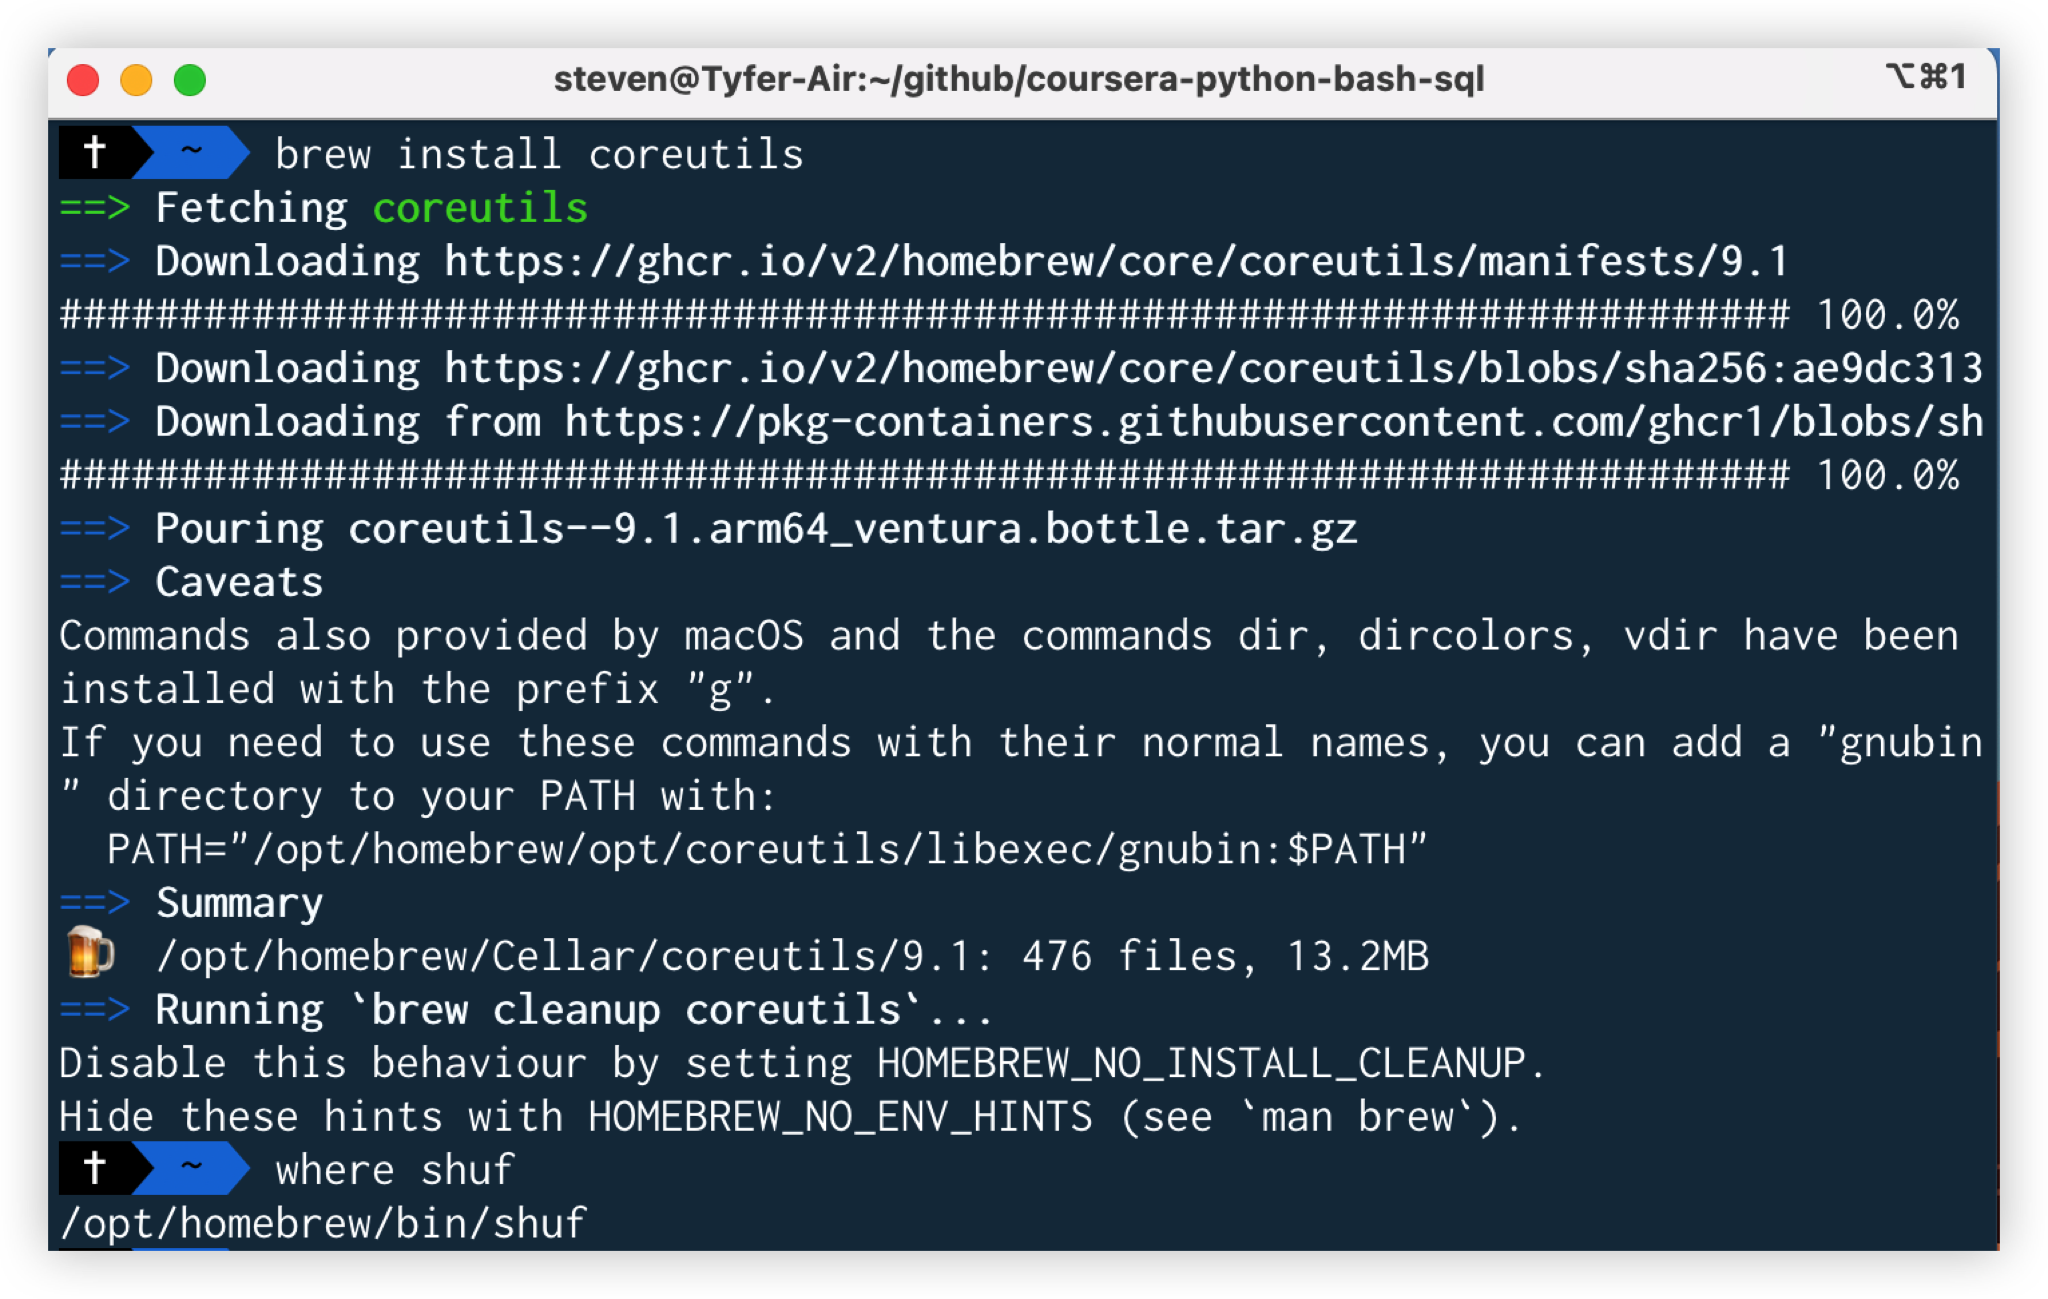 steven@Tyfer-Air:~/github/coursera-python-bash-sql ⌥⌘1
† ~ brew install coreutils
==> Fetching coreutils
==> Downloading https://ghcr.io/v2/homebrew/core/coreutils/manifests/9.1
######################################################################### 100.0%
==> Downloading https://ghcr.io/v2/homebrew/core/coreutils/blobs/sha256:ae9dc313
==> Downloading from https://pkg-containers.githubusercontent.com/ghcr1/blobs/sh
######################################################################### 100.0%
==> Pouring coreutils--9.1.arm64_ventura.bottle.tar.gz
==> Caveats
Commands also provided by macOS and the commands dir, dircolors, vdir have been
installed with the prefix "g".
If you need to use these commands with their normal names, you can add a "gnubin
" directory to your PATH with:
  PATH="/opt/homebrew/opt/coreutils/libexec/gnubin:$PATH"
==> Summary
🍺 /opt/homebrew/Cellar/coreutils/9.1: 476 files, 13.2MB
==> Running `brew cleanup coreutils`...
Disable this behaviour by setting HOMEBREW_NO_INSTALL_CLEANUP.
Hide these hints with HOMEBREW_NO_ENV_HINTS (see `man brew`).
† ~ where shuf
/opt/homebrew/bin/shuf